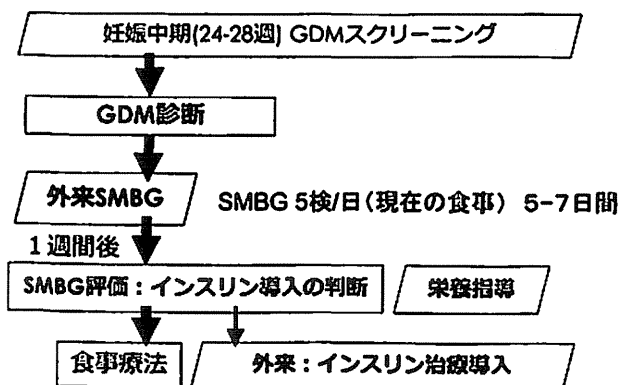 妊娠中期(24-28週) GDMスクリーニング
GDM診断
外来SMBG
SMBG 5検/日(現在の食事) 5-7日間
1週間後
SMBG評価:インスリン導入の判断
栄養指導
食事療法
外来:インスリン治療導入